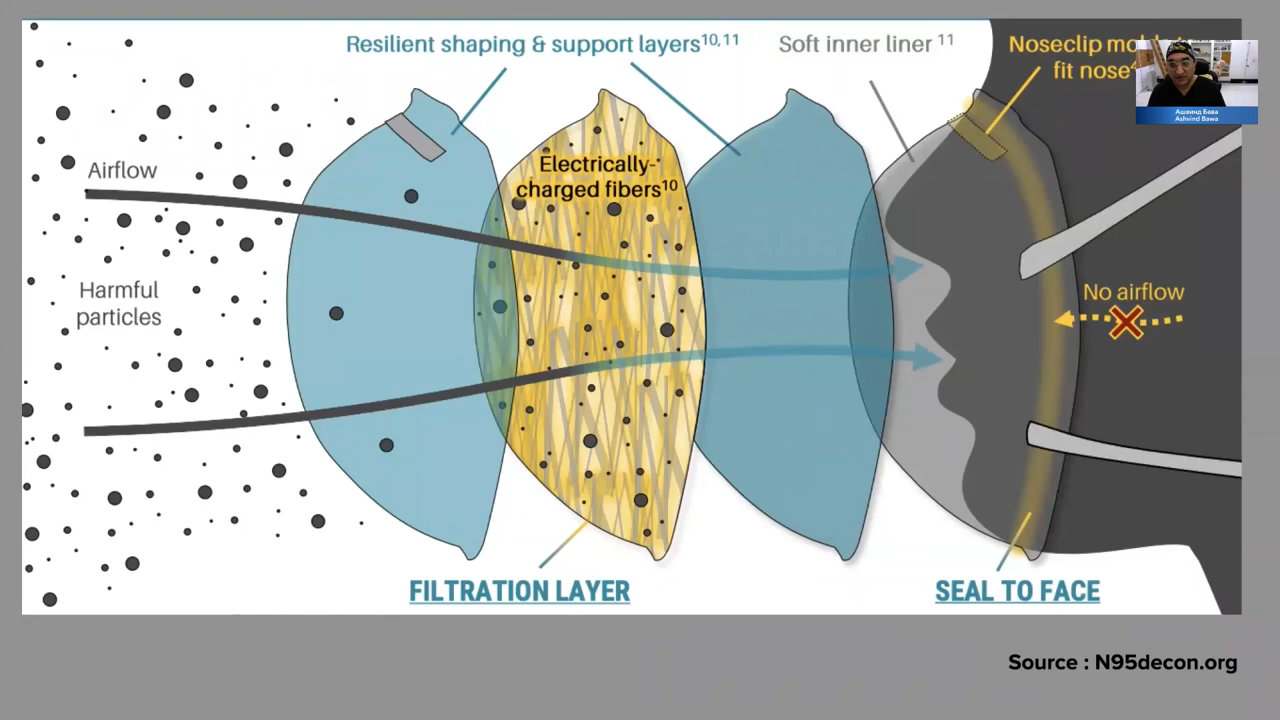 Resilient shaping & support layers10,11
Soft inner liner 11
Noseclip
fit nose
Ашвинд Бава
Ashvind Bawa
Airflow
Electrically-
charged fibers10
Harmful
particles
No airflow
FILTRATION LAYER
SEAL TO FACE
Source : N95decon.org